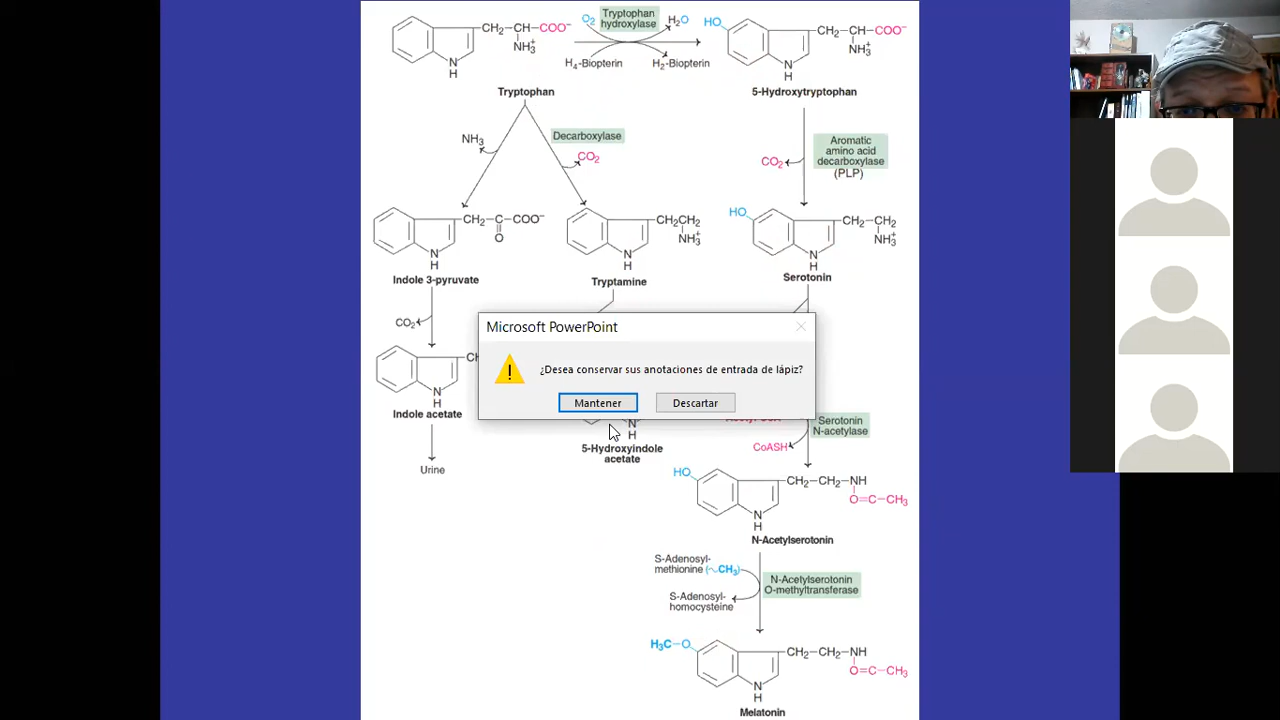 CH₂—CH—COO⁻
NH₃⁺
N
H
Tryptophan
O₂
Tryptophan
hydroxylase
H₂O
H₄-Biopterin
H₂-Biopterin
HO
CH₂—CH—COO⁻
NH₃⁺
N
H
5-Hydroxytryptophan
NH₃
Decarboxylase
CO₂
CO₂
Aromatic
amino acid
decarboxylase
(PLP)
CH₂—C—COO⁻
O
N
H
Indole 3-pyruvate
CH₂CH₂
NH₃⁺
N
H
Tryptamine
HO
CH₂—CH₂
NH₃⁺
N
H
Serotonin
CO₂
Microsoft PowerPoint
¿Desea conservar sus anotaciones de entrada de lápiz?
Mantener
Descartar
N
H
Indole acetate
Urine
N
H
5-Hydroxyindole
acetate
Acetyl CoA
CoASH
Serotonin
N-acetylase
HO
CH₂—CH₂—NH
O=C—CH₃
N
H
N-Acetylserotonin
S-Adenosyl-
methionine (~CH₃)
S-Adenosyl-
homocysteine
N-Acetylserotonin
O-methyltransferase
H₃C—O
CH₂—CH₂—NH
O=C—CH₃
N
H
Melatonin